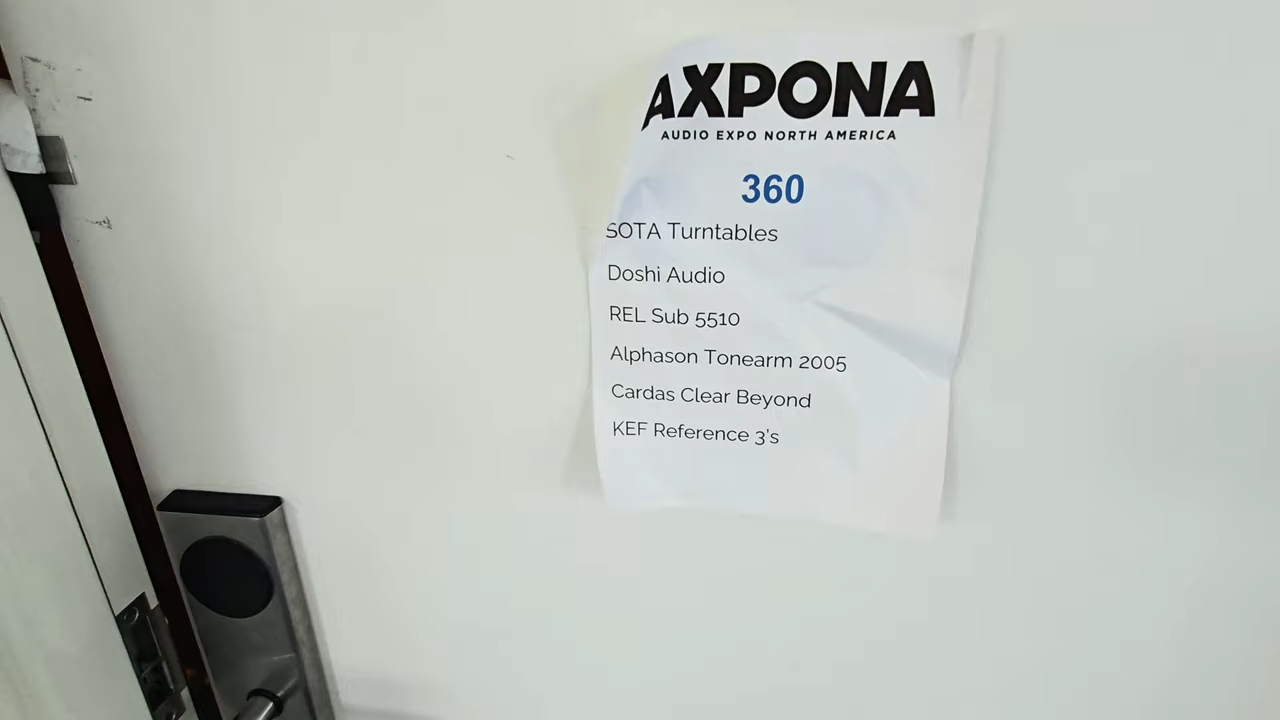 AXPONA
AUDIO EXPO NORTH AMERICA
360
SOTA Turntables
Doshi Audio
REL Sub 5510
Alphason Tonearm 2005
Cardas Clear Beyond
KEF Reference 3's